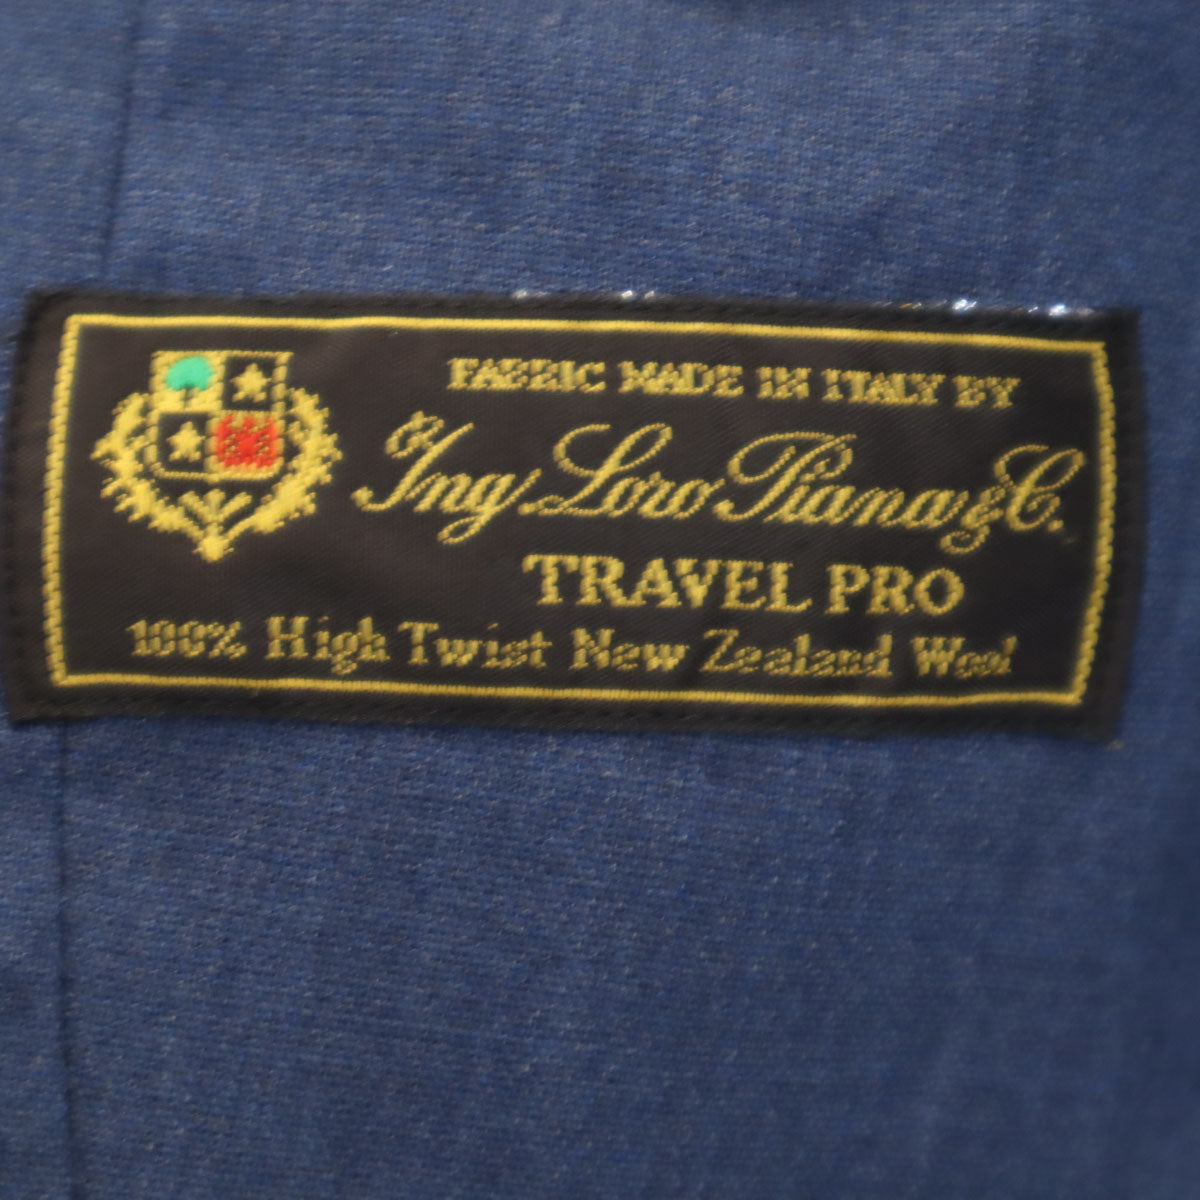 FABRIC MADE IN ITALY BY
Ing. Loro Piana & C.
TRAVEL PRO
100% High Twist New Zealand Wool